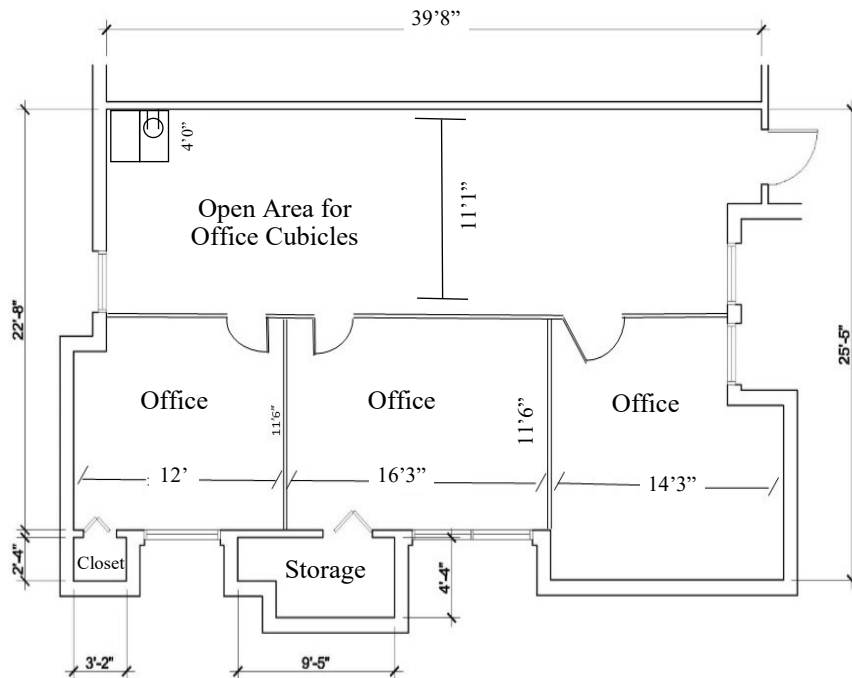 39'8”
4'0”
11'1”
Open Area for
Office Cubicles
22'-8"
25'-5"
Office
Office
Office
11'6”
11'6”
12'
16'3”
14'3”
2'-4"
Closet
Storage
4'-4"
3'-2"
9'-5"